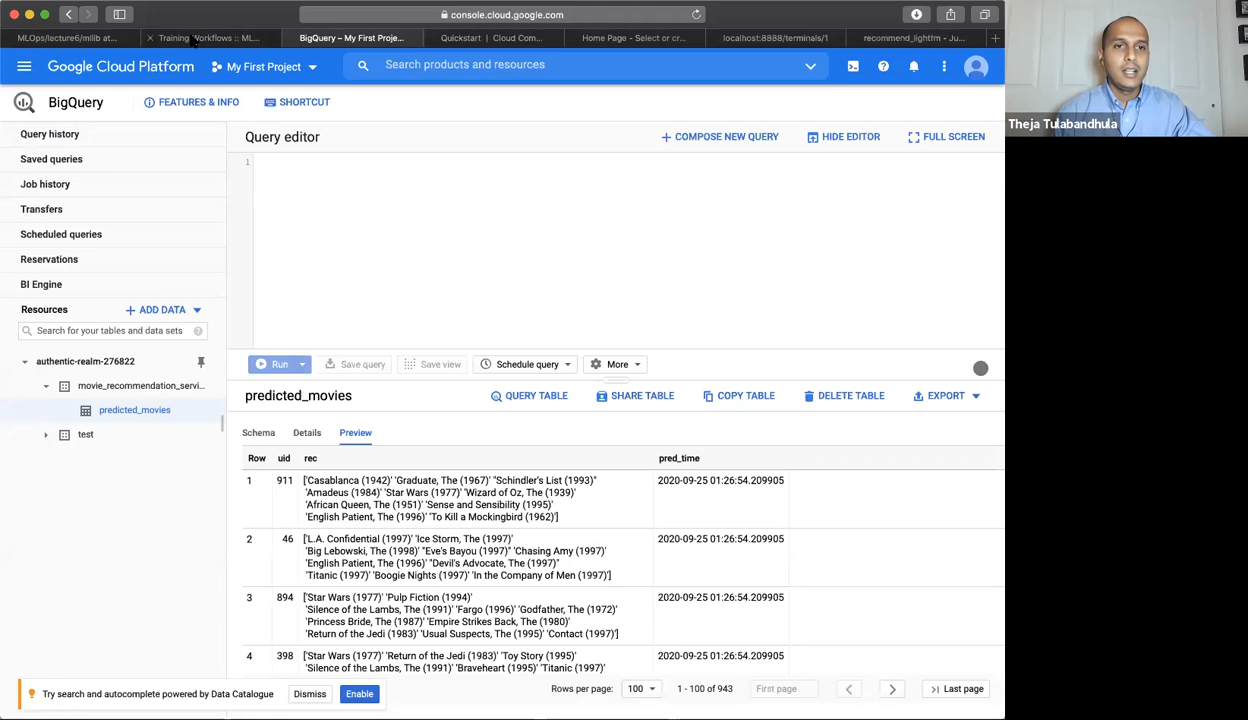 console.cloud.google.com
MLOps/lecture6/mllib at...
Training Workflows :: ML...
BigQuery – My First Proje...
Quickstart | Cloud Com...
Home Page - Select or cr...
localhost:8888/terminals/1
recommend_lightfm - Ju...
Google Cloud Platform
My First Project
Search products and resources
BigQuery
FEATURES & INFO
SHORTCUT
Query history
Saved queries
Job history
Transfers
Scheduled queries
Reservations
BI Engine
Resources
ADD DATA
Search for your tables and data sets
authentic-realm-276822
movie_recommendation_servi...
predicted_movies
test
Query editor
COMPOSE NEW QUERY
HIDE EDITOR
FULL SCREEN
1
Run
Save query
Save view
Schedule query
More
predicted_movies
QUERY TABLE
SHARE TABLE
COPY TABLE
DELETE TABLE
EXPORT
Schema
Details
Preview
Row uid rec pred_time
1 911 ['Casablanca (1942)' 'Graduate, The (1967)' "Schindler's List (1993)" 2020-09-25 01:26:54.209905
'Amadeus (1984)' 'Star Wars (1977)' 'Wizard of Oz, The (1939)'
'African Queen, The (1951)' 'Sense and Sensibility (1995)'
'English Patient, The (1996)' 'To Kill a Mockingbird (1962)']
2 46 ['L.A. Confidential (1997)' 'Ice Storm, The (1997)' 2020-09-25 01:26:54.209905
'Big Lebowski, The (1998)' "Eve's Bayou (1997)" 'Chasing Amy (1997)'
'English Patient, The (1996)' "Devil's Advocate, The (1997)"
'Titanic (1997)' 'Boogie Nights (1997)' 'In the Company of Men (1997)']
3 894 ['Star Wars (1977)' 'Pulp Fiction (1994)' 2020-09-25 01:26:54.209905
'Silence of the Lambs, The (1991)' 'Fargo (1996)' 'Godfather, The (1972)'
'Princess Bride, The (1987)' 'Empire Strikes Back, The (1980)'
'Return of the Jedi (1983)' 'Usual Suspects, The (1995)' 'Contact (1997)']
4 398 ['Star Wars (1977)' 'Return of the Jedi (1983)' 'Toy Story (1995)' 2020-09-25 01:26:54.209905
'Silence of the Lambs, The (1991)' 'Braveheart (1995)' 'Titanic (1997)'
Try search and autocomplete powered by Data Catalogue
Dismiss
Enable
Rows per page: 100 1 - 100 of 943 First page Last page
Theja Tulabandhula